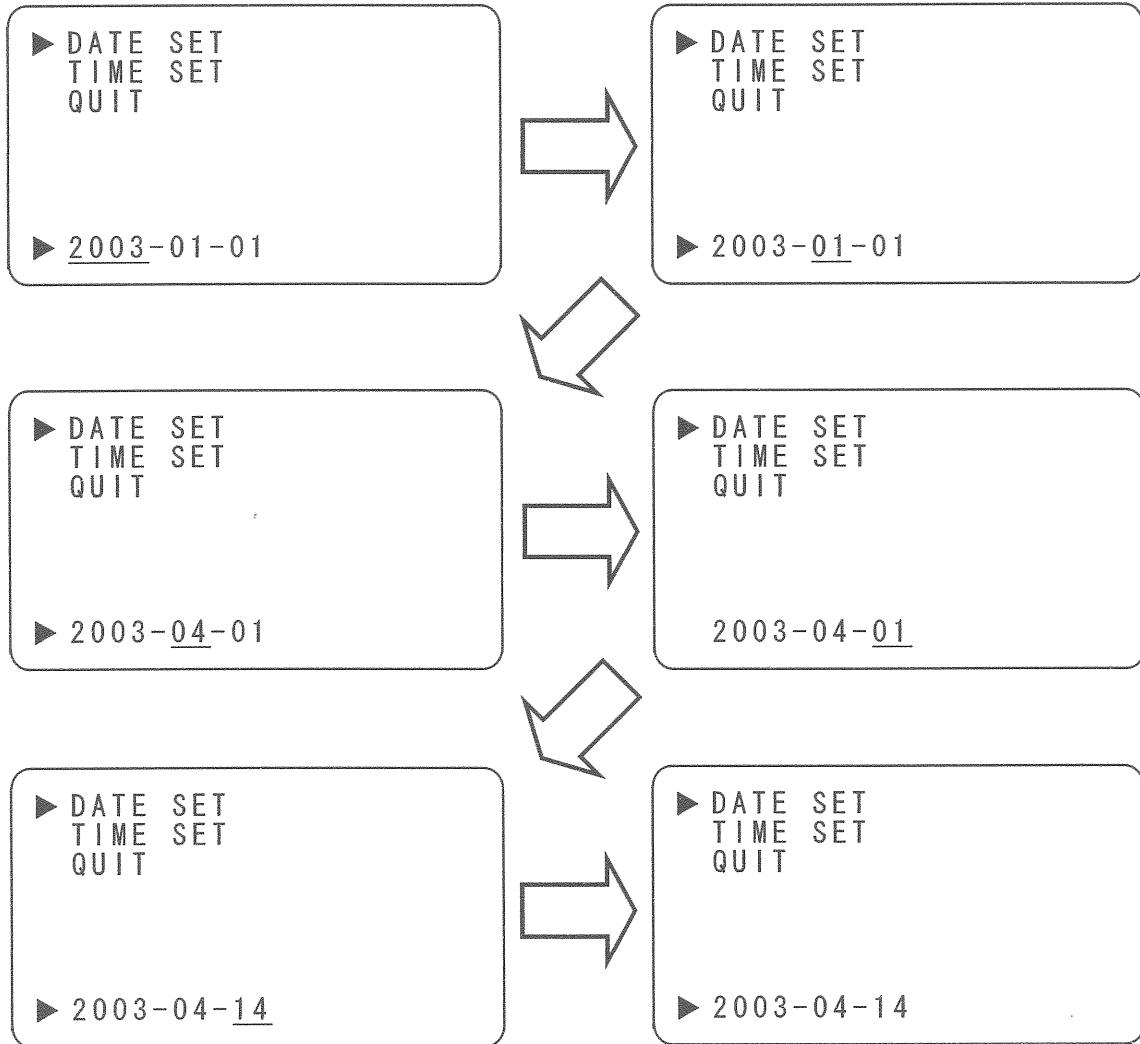 ▶ DATE SET
TIME SET
QUIT
▶ 2003-01-01
▶ DATE SET
TIME SET
QUIT
▶ 2003-01-01
▶ DATE SET
TIME SET
QUIT
▶ 2003-04-01
▶ DATE SET
TIME SET
QUIT
2003-04-01
▶ DATE SET
TIME SET
QUIT
▶ 2003-04-14
▶ DATE SET
TIME SET
QUIT
▶ 2003-04-14